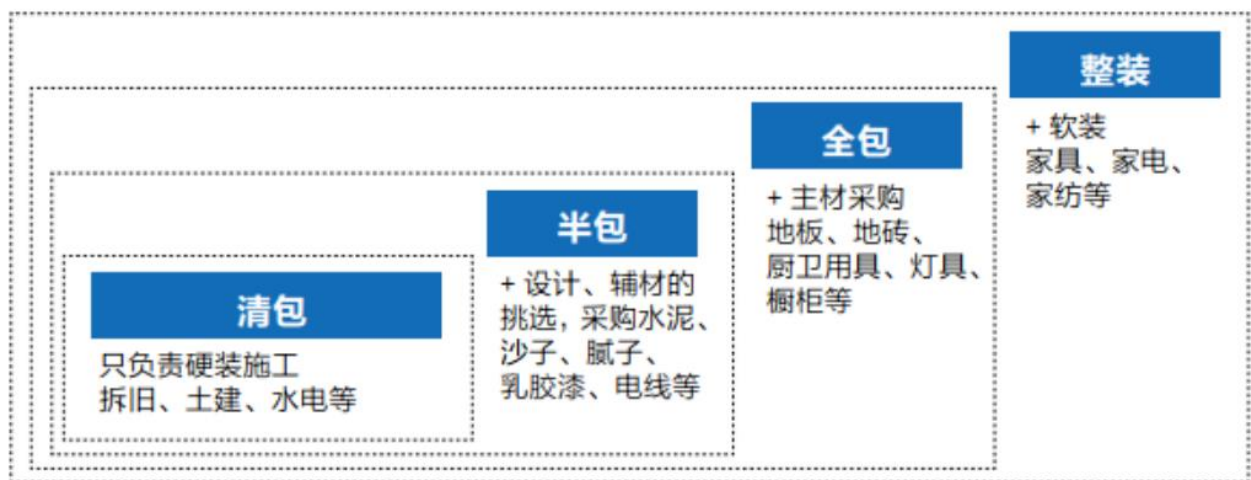 整装
+ 软装
家具、家电、
家纺等
全包
+ 主材采购
地板、地砖、
厨卫用具、灯具、
橱柜等
半包
+ 设计、辅材的
挑选，采购水泥、
沙子、腻子、
乳胶漆、电线等
清包
只负责硬装施工
拆旧、土建、水电等